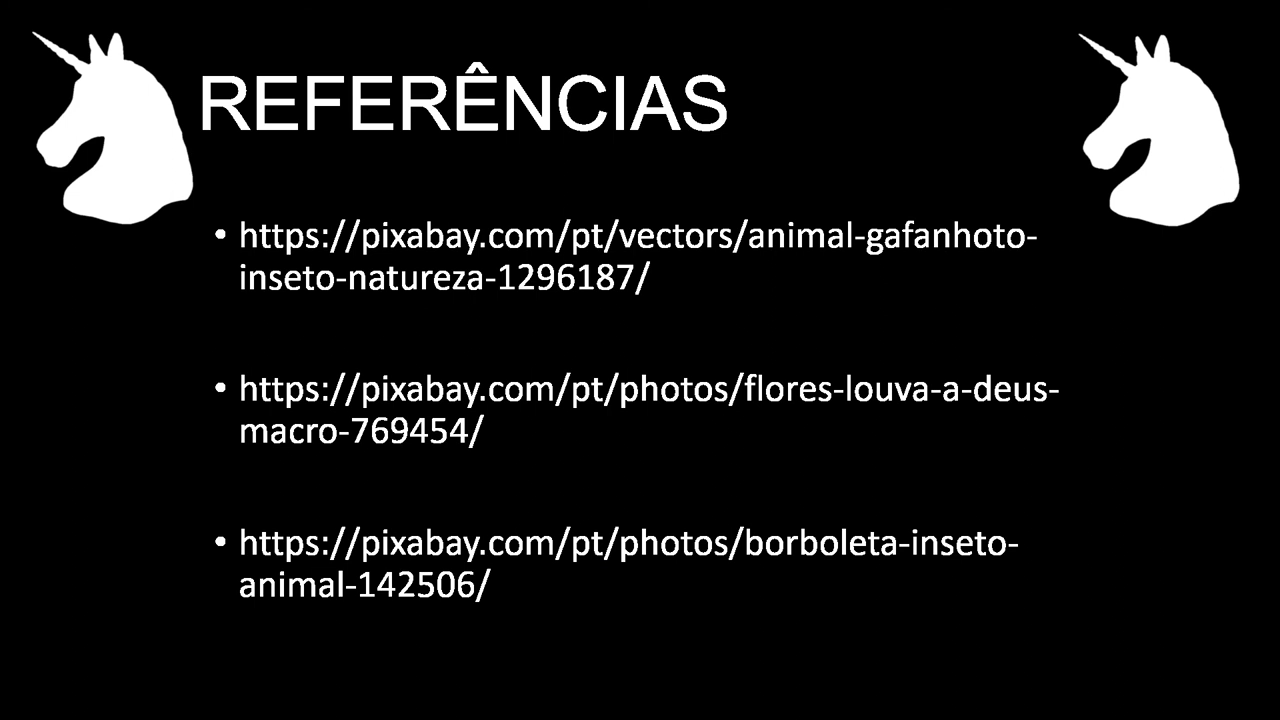 REFERÊNCIAS
• https://pixabay.com/pt/vectors/animal-gafanhoto-
inseto-natureza-1296187/
• https://pixabay.com/pt/photos/flores-louva-a-deus-
macro-769454/
• https://pixabay.com/pt/photos/borboleta-inseto-
animal-142506/